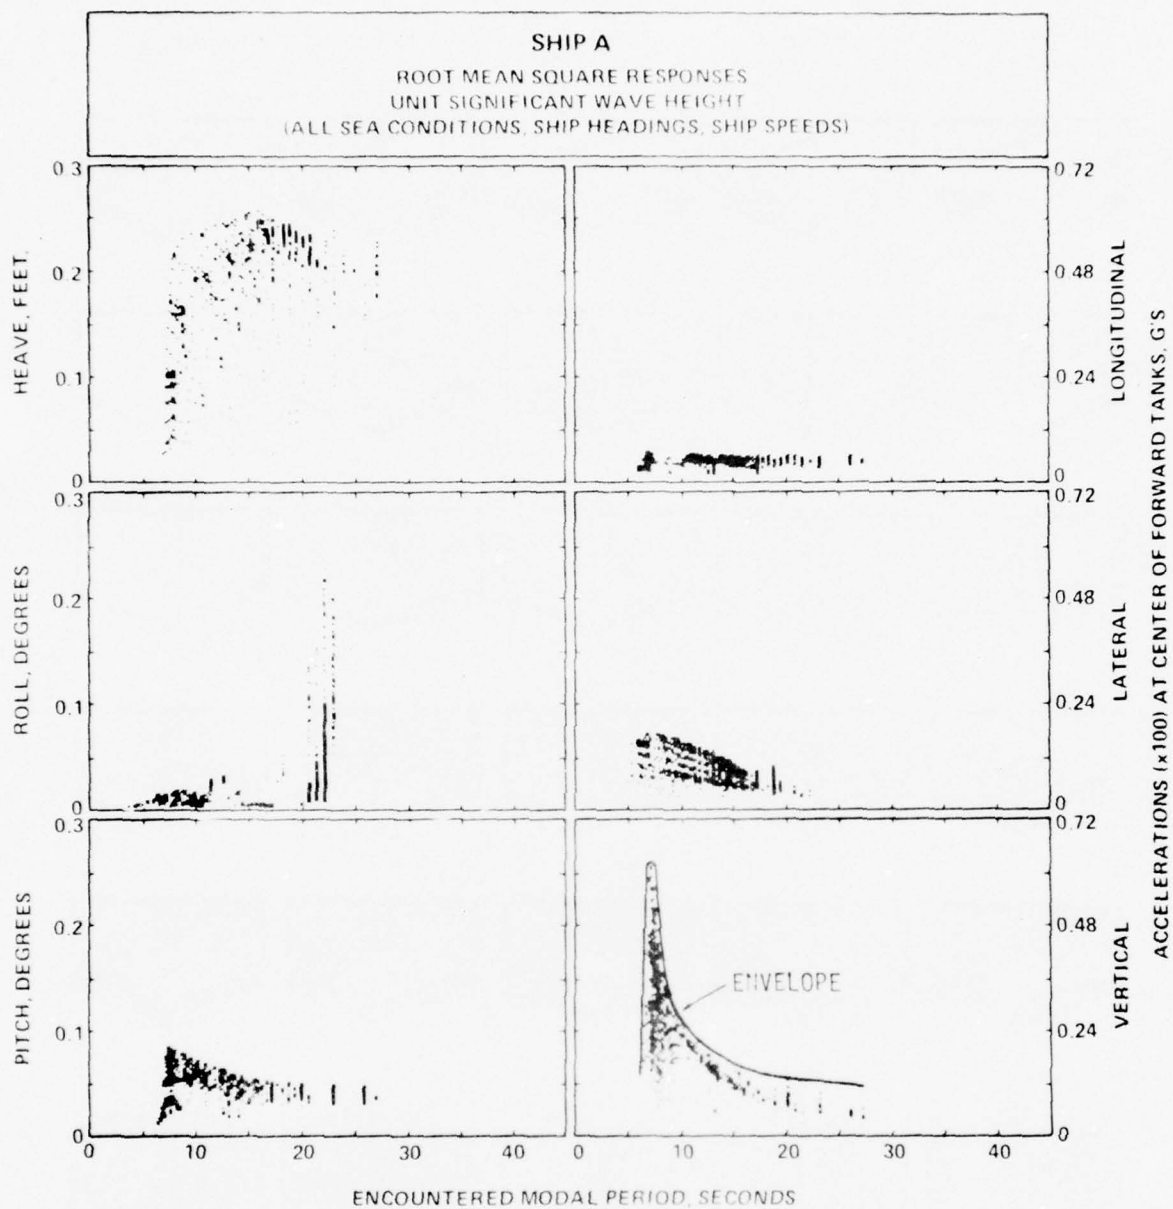 SHIP A
ROOT MEAN SQUARE RESPONSES
UNIT SIGNIFICANT WAVE HEIGHT
(ALL SEA CONDITIONS, SHIP HEADINGS, SHIP SPEEDS)
HEAVE, FEET,
0.3
0.2
0.1
0
0.72
0.48
0.24
0
LONGITUDINAL
ROLL, DEGREES
0.3
0.2
0.1
0
0.72
0.48
0.24
0
LATERAL
PITCH, DEGREES
0.3
0.2
0.1
0
ENVELOPE
0.72
0.48
0.24
0
VERTICAL
ACCELERATIONS (x100) AT CENTER OF FORWARD TANKS, G'S
0 10 20 30 40 0 10 20 30 40
ENCOUNTERED MODAL PERIOD, SECONDS